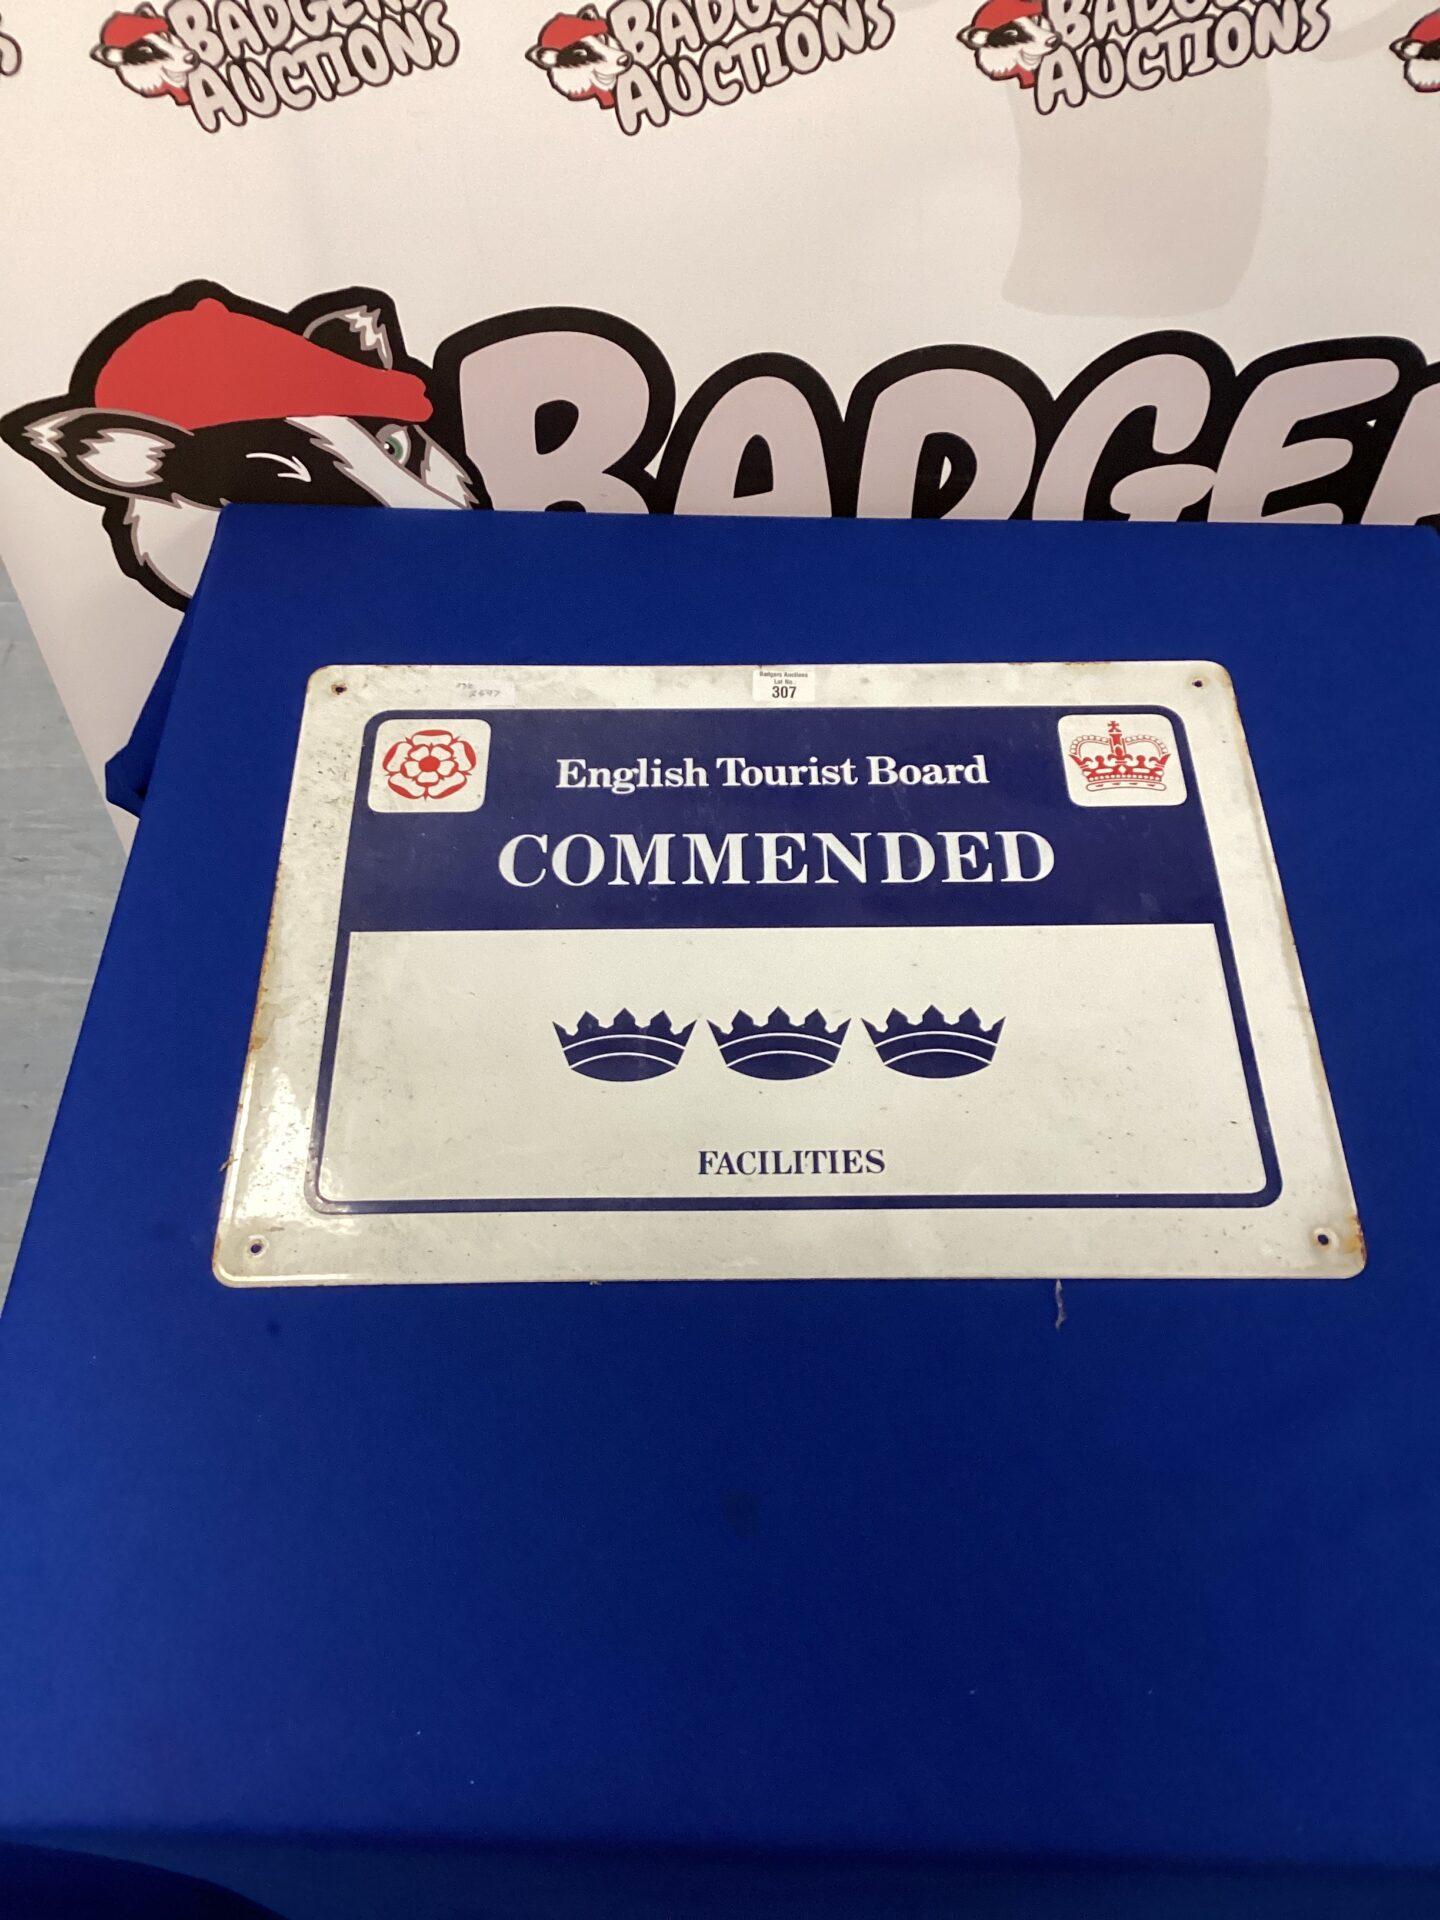 BADGERS
AUCTIONS
BADGERS
AUCTIONS
BADGERS
AUCTIONS
BADGER
Badgers Auctions
Lot No.:
307
English Tourist Board
COMMENDED
FACILITIES